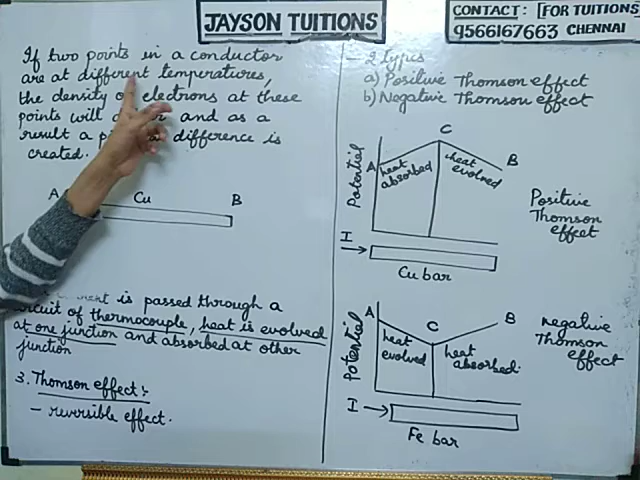 JAYSON TUITIONS
CONTACT: [FOR TUITIONS]
9566167663 CHENNAI
If two points in a conductor
are at different temperatures,
the density of electrons at these
points will and as a
result a difference is
created.
A Cu B
is passed through a
circuit of thermocouple, heat is evolved
at one junction and absorbed at other
junction
3. Thomson effect:-
- reversible effect.
- 2 types
a) Positive Thomson effect
b) Negative Thomson effect
Potential
A C B
heat absorbed
heat evolved
I
Cu bar
Positive
Thomson
effect
Potential
A C B
heat evolved
heat absorbed.
I
Fe bar
negative
Thomson
effect